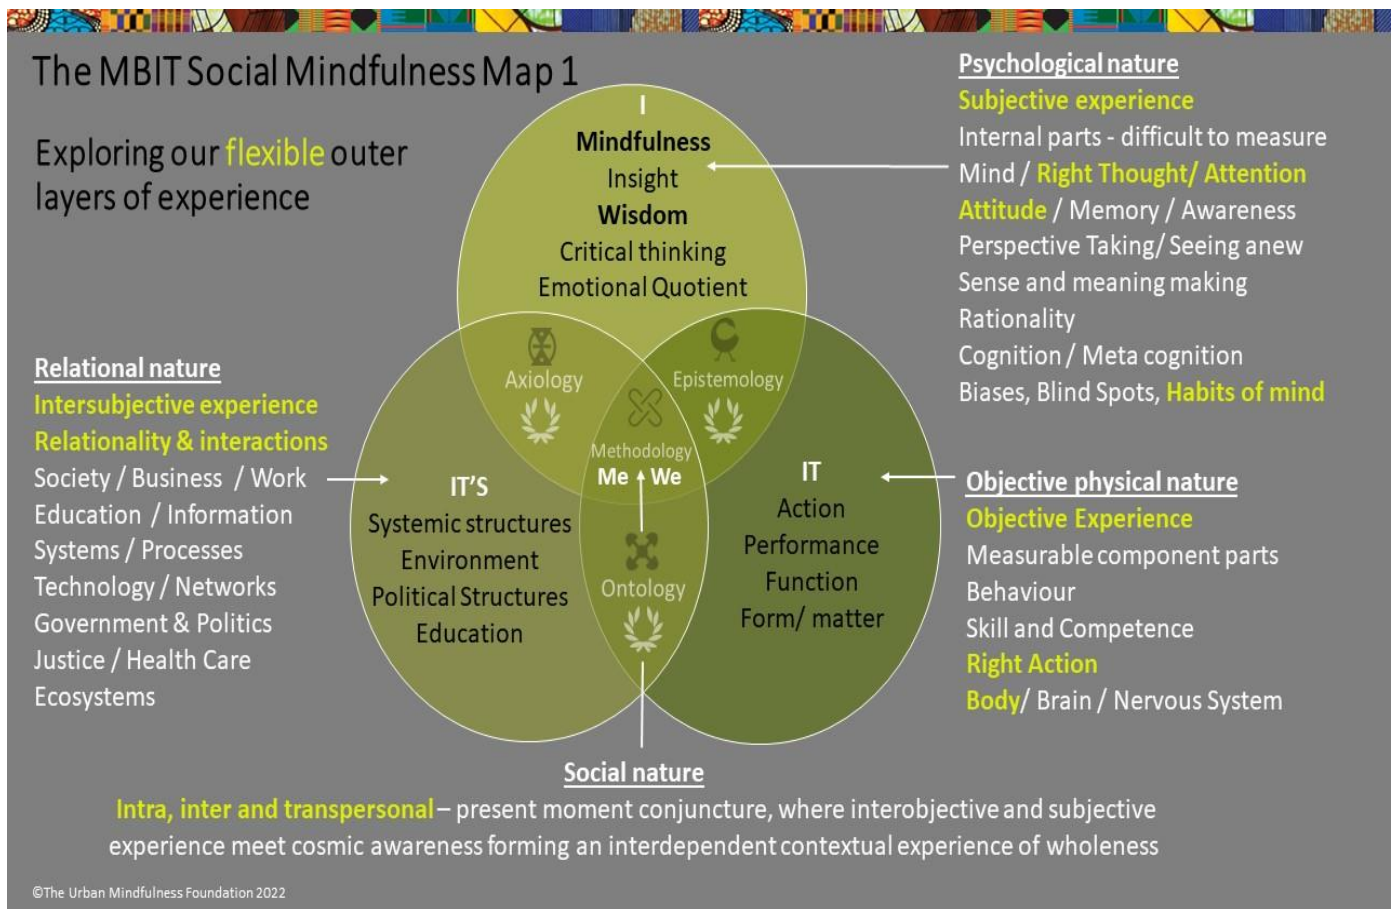 The MBIT Social Mindfulness Map 1
Exploring our flexible outer
layers of experience
I
Mindfulness
Insight
Wisdom
Critical thinking
Emotional Quotient
Psychological nature
Subjective experience
Internal parts - difficult to measure
Mind / Right Thought/ Attention
Attitude / Memory / Awareness
Perspective Taking/ Seeing anew
Sense and meaning making
Rationality
Cognition / Meta cognition
Biases, Blind Spots, Habits of mind
Axiology
Epistemology
Methodology
Me We
Relational nature
Intersubjective experience
Relationality & interactions
Society / Business / Work
Education / Information
Systems / Processes
Technology / Networks
Government & Politics
Justice / Health Care
Ecosystems
IT'S
Systemic structures
Environment
Political Structures
Education
Ontology
IT
Action
Performance
Function
Form/ matter
Objective physical nature
Objective Experience
Measurable component parts
Behaviour
Skill and Competence
Right Action
Body/ Brain / Nervous System
Social nature
Intra, inter and transpersonal – present moment conjuncture, where interobjective and subjective
experience meet cosmic awareness forming an interdependent contextual experience of wholeness
©The Urban Mindfulness Foundation 2022